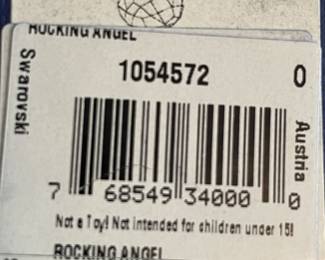 ROCKING ANGEL
1054572 0
Swarovski
Austria
7 68549 34000 0
Not a Toy! Not intended for children under 15!
ROCKING ANGEL